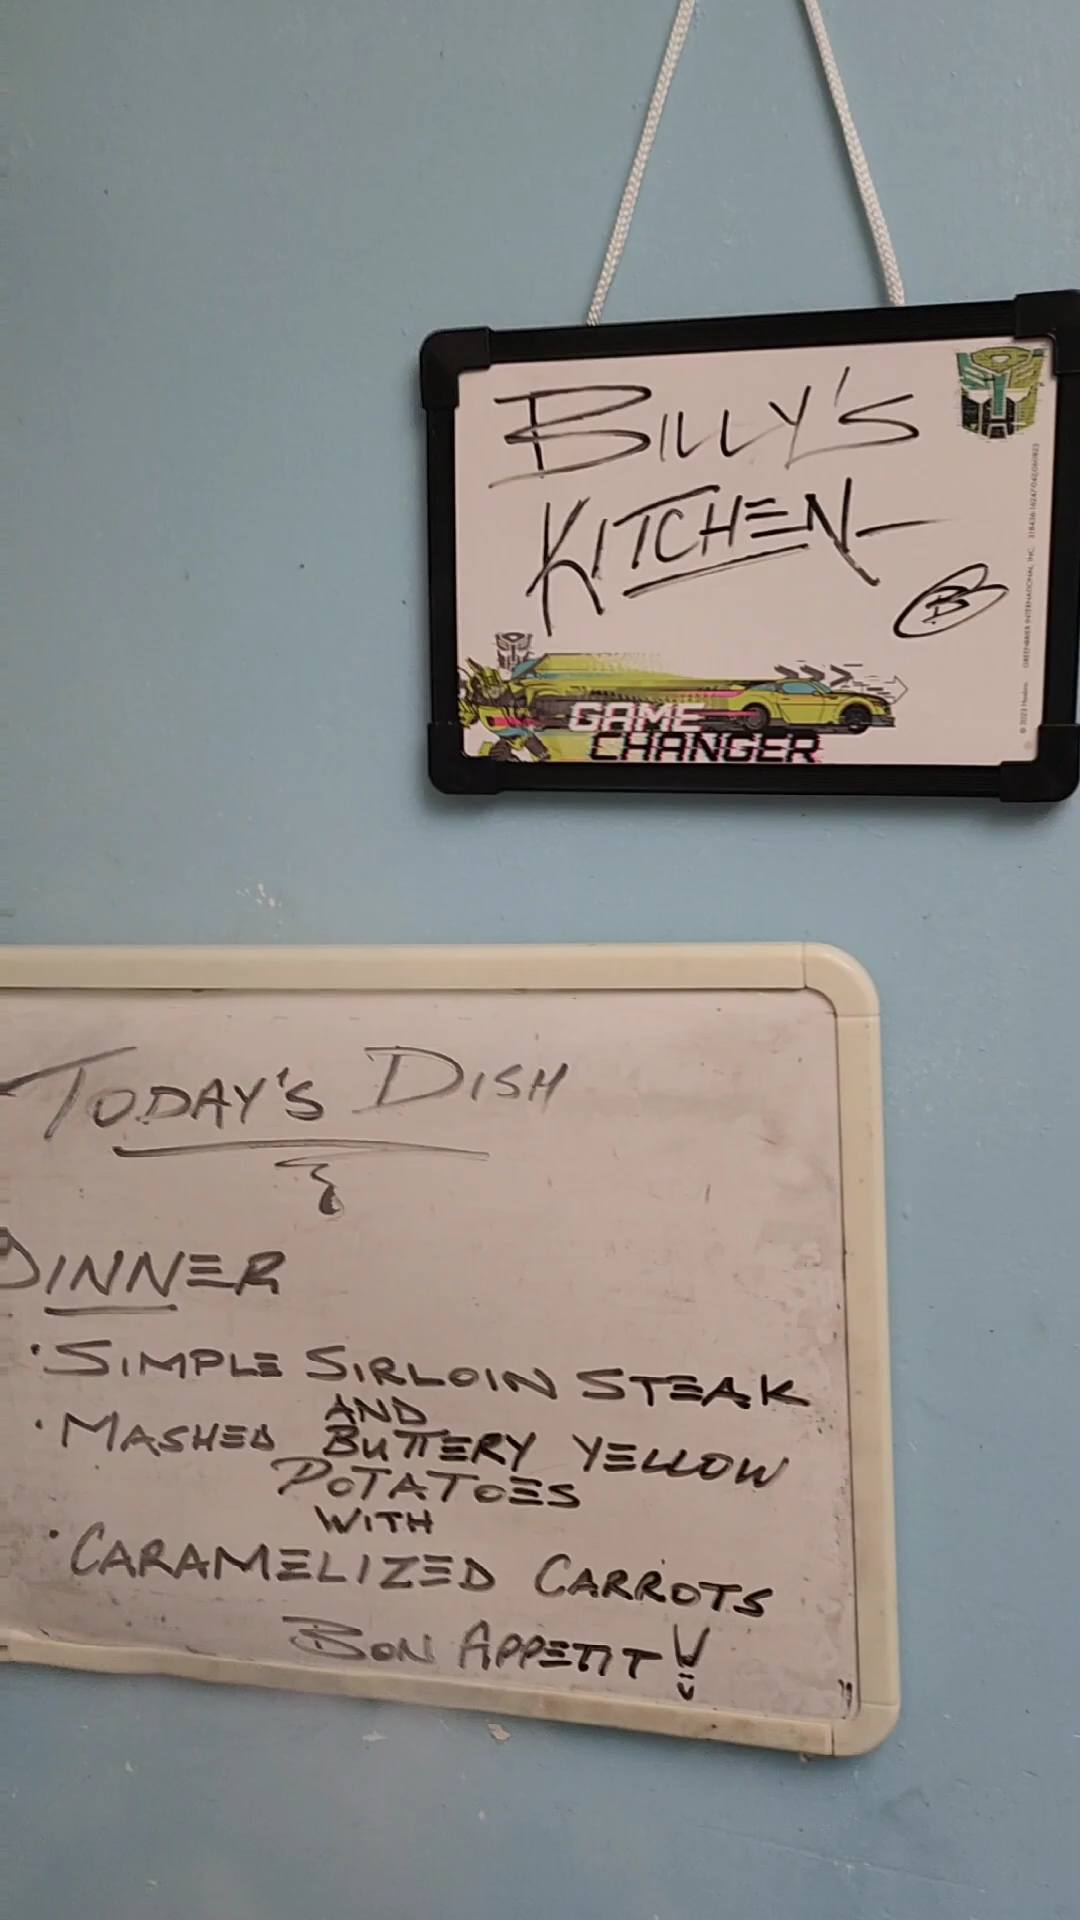 BILLY'S
KITCHEN
B
GAME
CHANGER
TODAY'S DISH
DINNER
• SIMPLE SIRLOIN STEAK
AND
• MASHED BUTTERY YELLOW
POTATOES
WITH
• CARAMELIZED CARROTS
BON APPETIT!